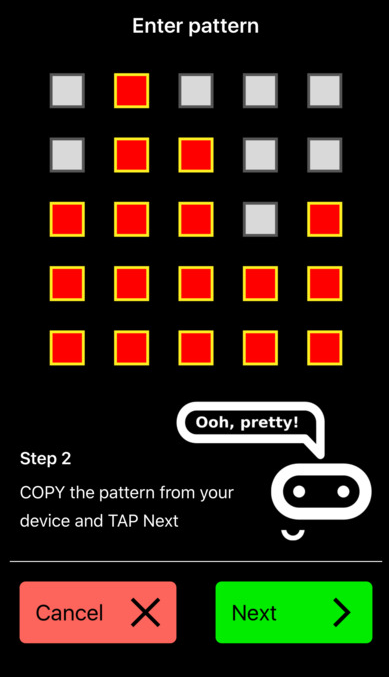 Enter pattern
Ooh, pretty!
Step 2
COPY the pattern from your
device and TAP Next
Cancel
Next